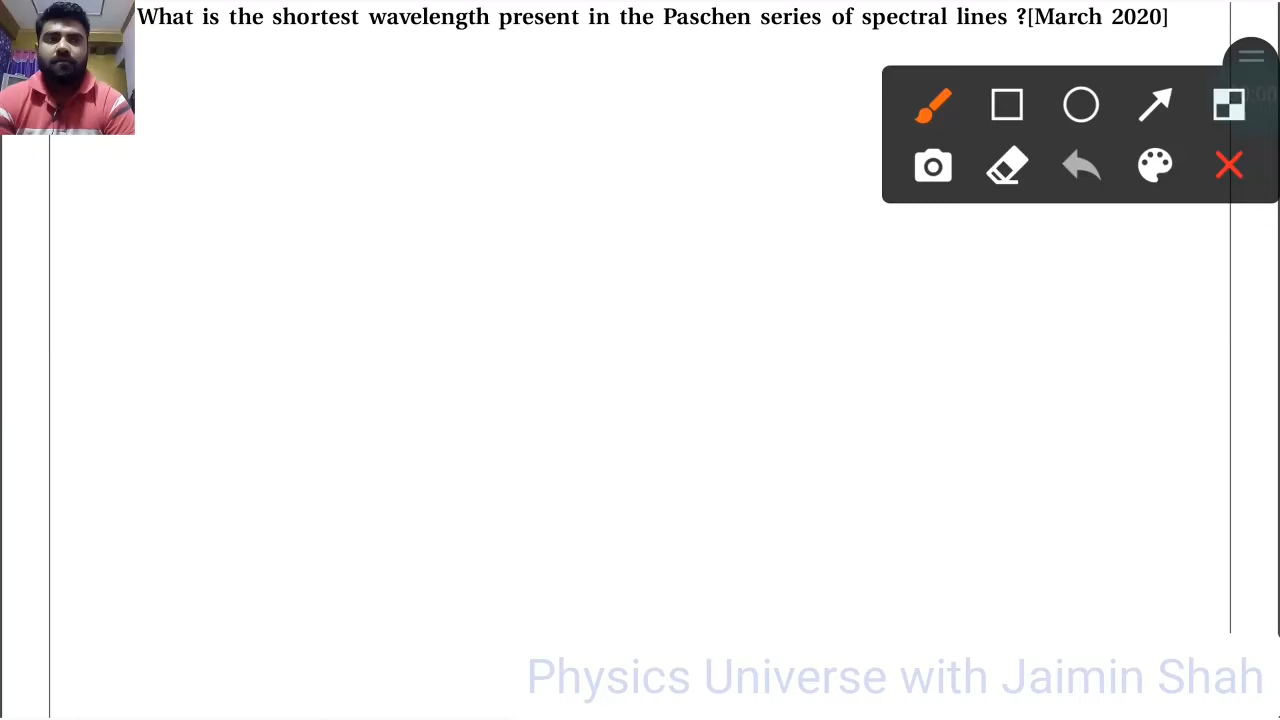 What is the shortest wavelength present in the Paschen series of spectral lines ?[March 2020]
Physics Universe with Jaimin Shah